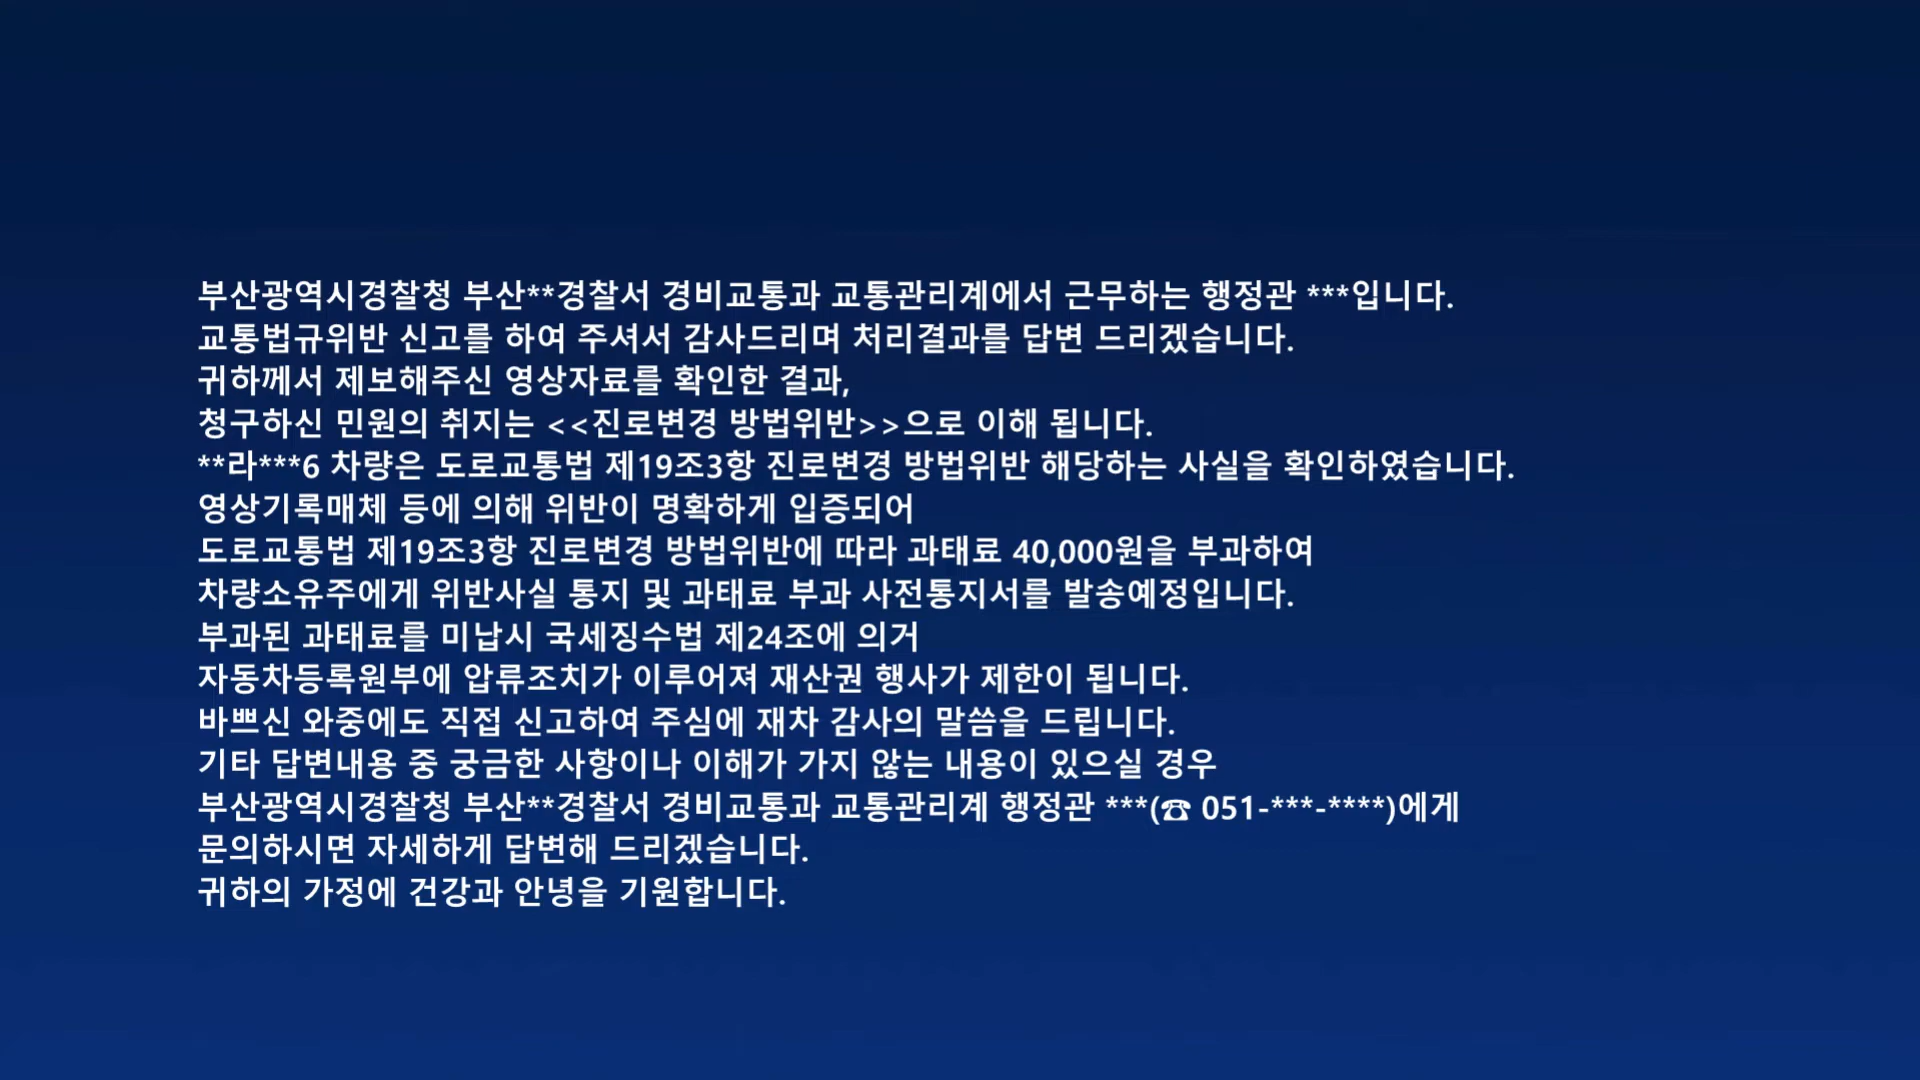 부산광역시경찰청 부산**경찰서 경비교통과 교통관리계에서 근무하는 행정관 ***입니다.
교통법규위반 신고를 하여 주셔서 감사드리며 처리결과를 답변 드리겠습니다.
귀하께서 제보해주신 영상자료를 확인한 결과,
청구하신 민원의 취지는 <<진로변경 방법위반>>으로 이해 됩니다.
**라***6 차량은 도로교통법 제19조3항 진로변경 방법위반 해당하는 사실을 확인하였습니다.
영상기록매체 등에 의해 위반이 명확하게 입증되어
도로교통법 제19조3항 진로변경 방법위반에 따라 과태료 40,000원을 부과하여
차량소유주에게 위반사실 통지 및 과태료 부과 사전통지서를 발송예정입니다.
부과된 과태료를 미납시 국세징수법 제24조에 의거
자동차등록원부에 압류조치가 이루어져 재산권 행사가 제한이 됩니다.
바쁘신 와중에도 직접 신고하여 주심에 재차 감사의 말씀을 드립니다.
기타 답변내용 중 궁금한 사항이나 이해가 가지 않는 내용이 있으실 경우
부산광역시경찰청 부산**경찰서 경비교통과 교통관리계 행정관 ***(☎ 051-***-****)에게
문의하시면 자세하게 답변해 드리겠습니다.
귀하의 가정에 건강과 안녕을 기원합니다.